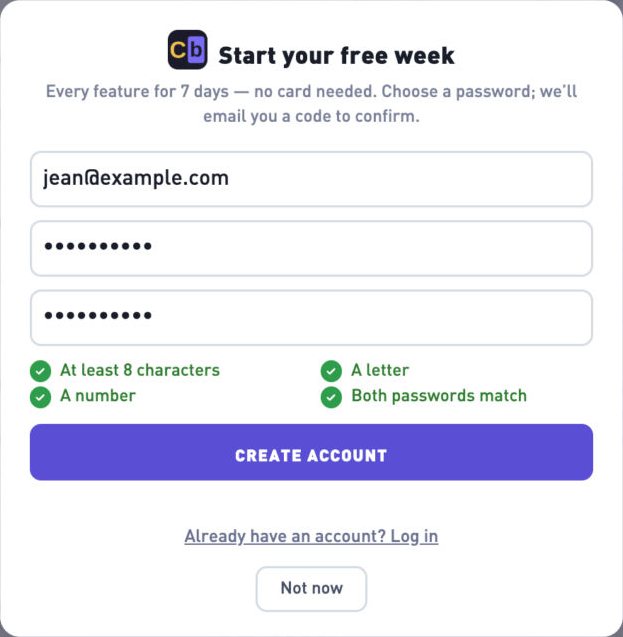 Cb Start your free week
Every feature for 7 days — no card needed. Choose a password; we'll
email you a code to confirm.
jean@example.com
••••••••••
••••••••••
At least 8 characters
A letter
A number
Both passwords match
CREATE ACCOUNT
Already have an account? Log in
Not now